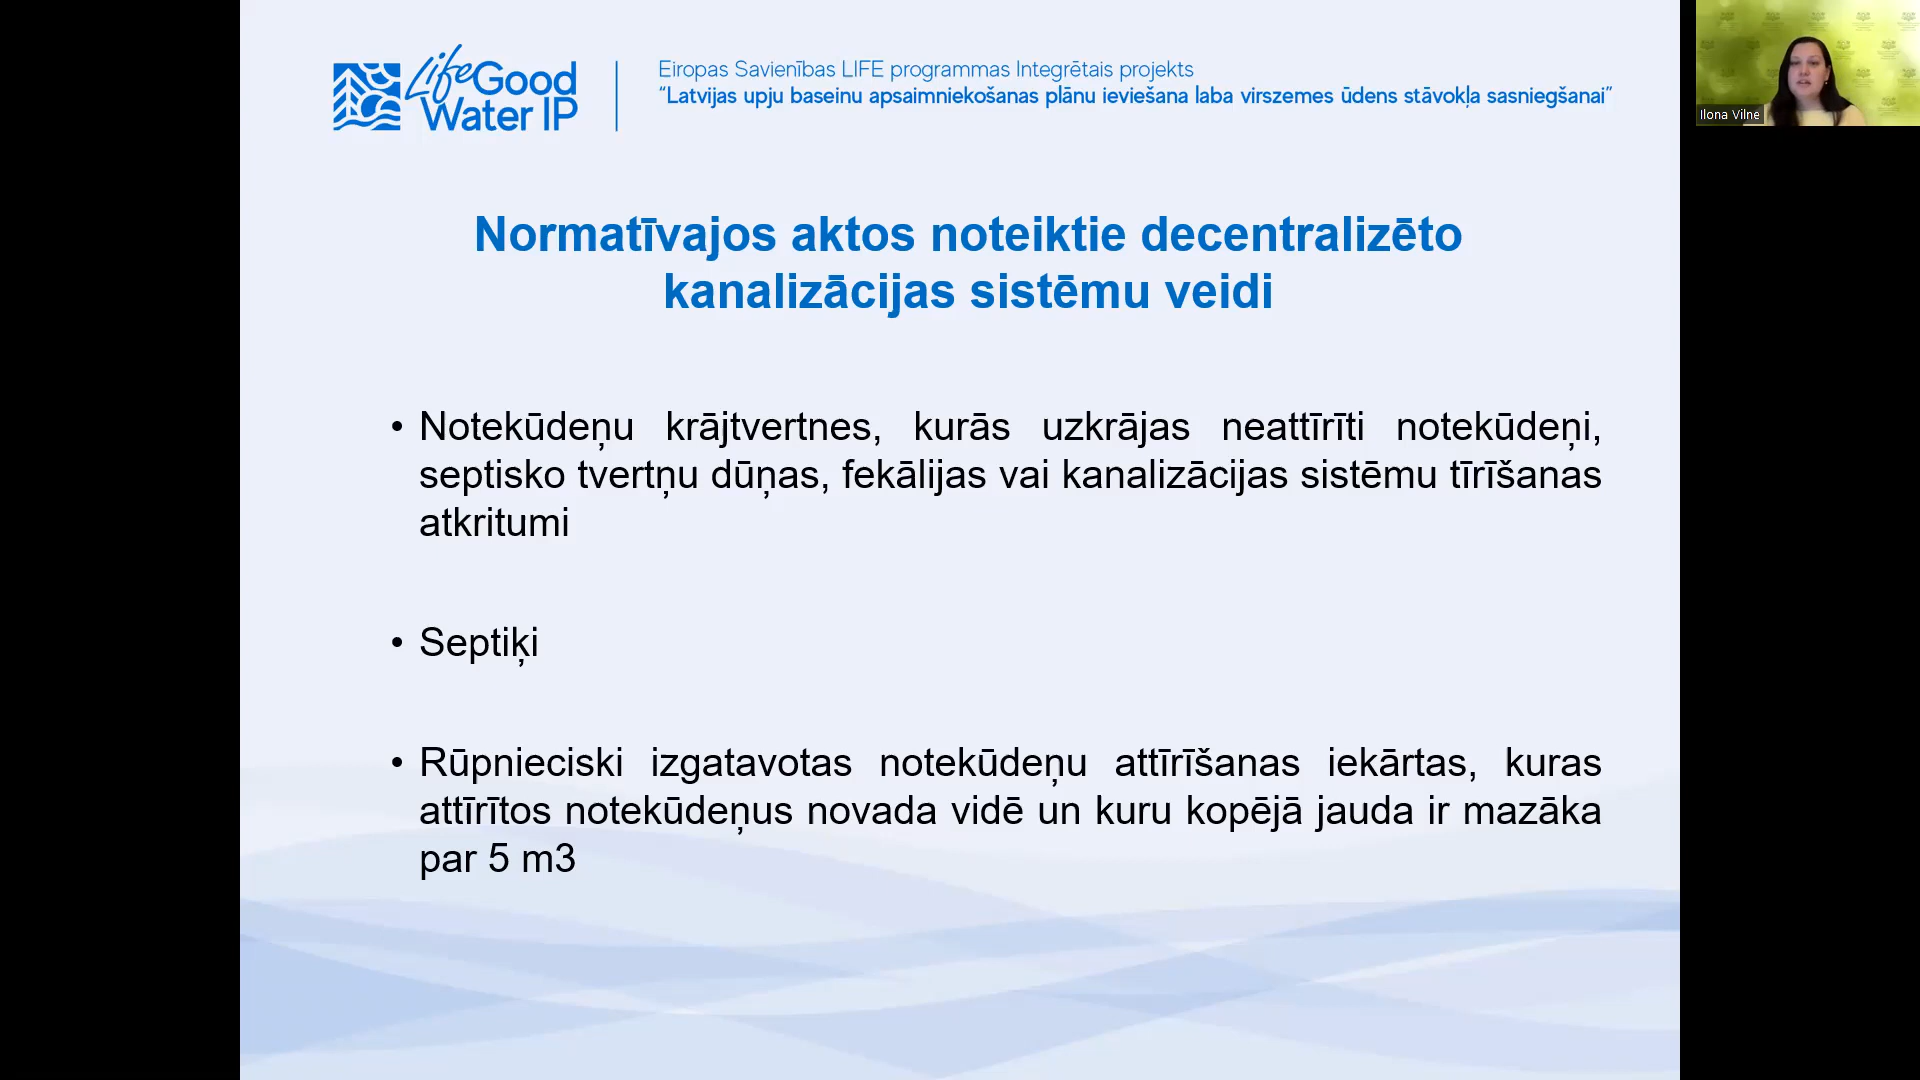 Life Good
Water IP
Eiropas Savienības LIFE programmas Integrētais projekts
“Latvijas upju baseinu apsaimniekošanas plānu ieviešana laba virszemes ūdens stāvokļa sasniegšanai”
Ilona Vilne
Normatīvajos aktos noteiktie decentralizēto
kanalizācijas sistēmu veidi
• Notekūdeņu krājtvertnes, kurās uzkrājas neattīrīti notekūdeņi,
septisko tvertņu dūņas, fekālijas vai kanalizācijas sistēmu tīrīšanas
atkritumi
• Septiķi
• Rūpnieciski izgatavotas notekūdeņu attīrīšanas iekārtas, kuras
attīrītos notekūdeņus novada vidē un kuru kopējā jauda ir mazāka
par 5 m3